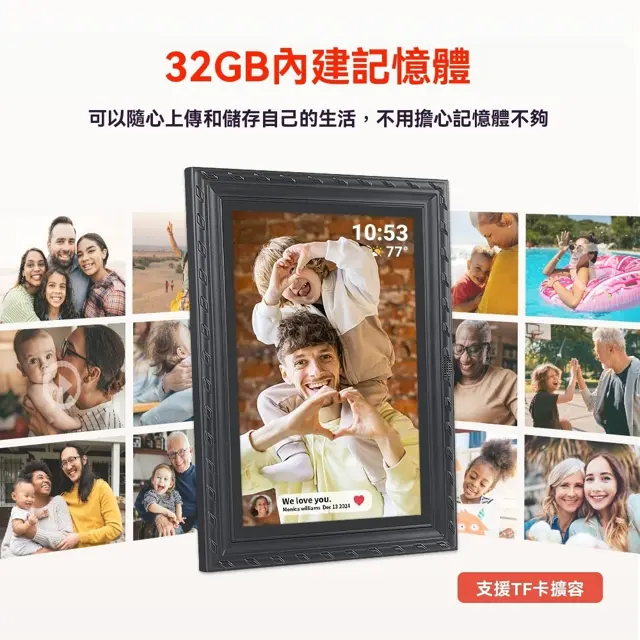 32GB內建記憶體
可以隨心上傳和儲存自己的生活，不用擔心記憶體不夠
10:53
77°
We love you.
Monica williams Dec 13 2024
支援TF卡擴容